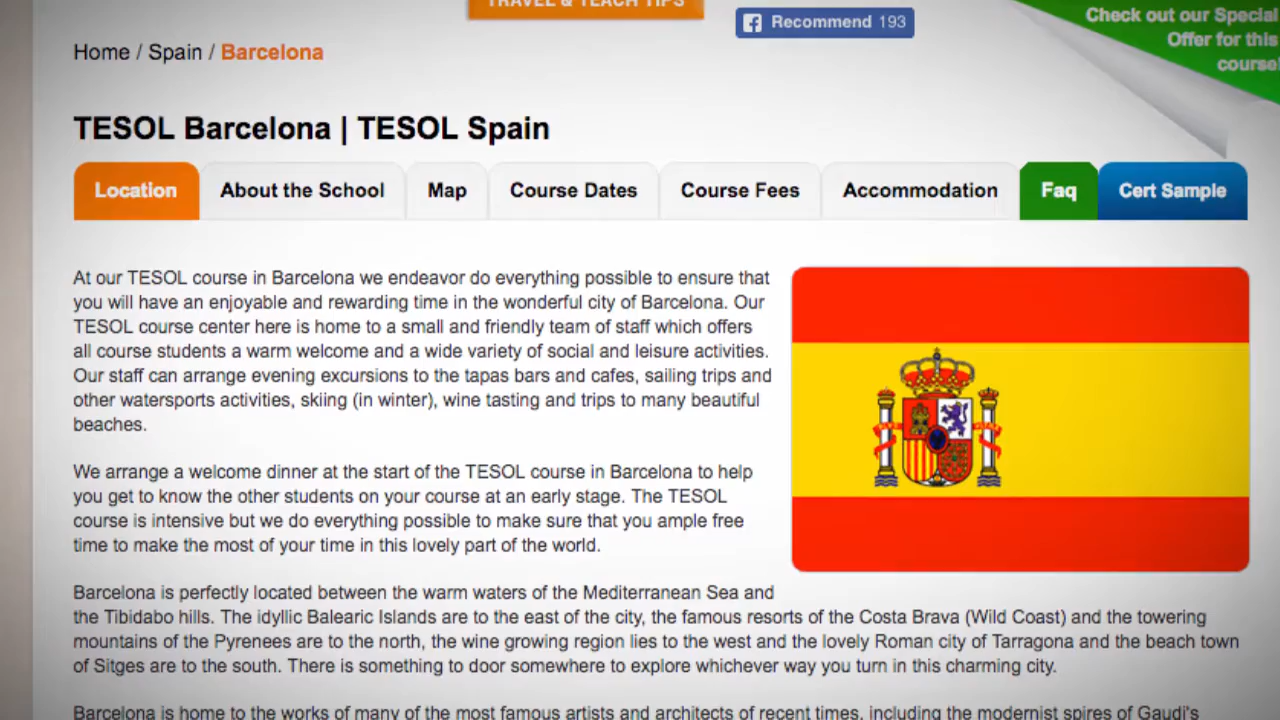 TRAVEL & TEACH TIPS
Recommend 193
Check out our Special
Offer for this
course!
Home / Spain / Barcelona
TESOL Barcelona | TESOL Spain
Location About the School Map Course Dates Course Fees Accommodation Faq Cert Sample
At our TESOL course in Barcelona we endeavor do everything possible to ensure that
you will have an enjoyable and rewarding time in the wonderful city of Barcelona. Our
TESOL course center here is home to a small and friendly team of staff which offers
all course students a warm welcome and a wide variety of social and leisure activities.
Our staff can arrange evening excursions to the tapas bars and cafes, sailing trips and
other watersports activities, skiing (in winter), wine tasting and trips to many beautiful
beaches.
We arrange a welcome dinner at the start of the TESOL course in Barcelona to help
you get to know the other students on your course at an early stage. The TESOL
course is intensive but we do everything possible to make sure that you ample free
time to make the most of your time in this lovely part of the world.
Barcelona is perfectly located between the warm waters of the Mediterranean Sea and
the Tibidabo hills. The idyllic Balearic Islands are to the east of the city, the famous resorts of the Costa Brava (Wild Coast) and the towering
mountains of the Pyrenees are to the north, the wine growing region lies to the west and the lovely Roman city of Tarragona and the beach town
of Sitges are to the south. There is something to door somewhere to explore whichever way you turn in this charming city.
Barcelona is home to the works of many of the most famous artists and architects of recent times, including the modernist spires of Gaudi's